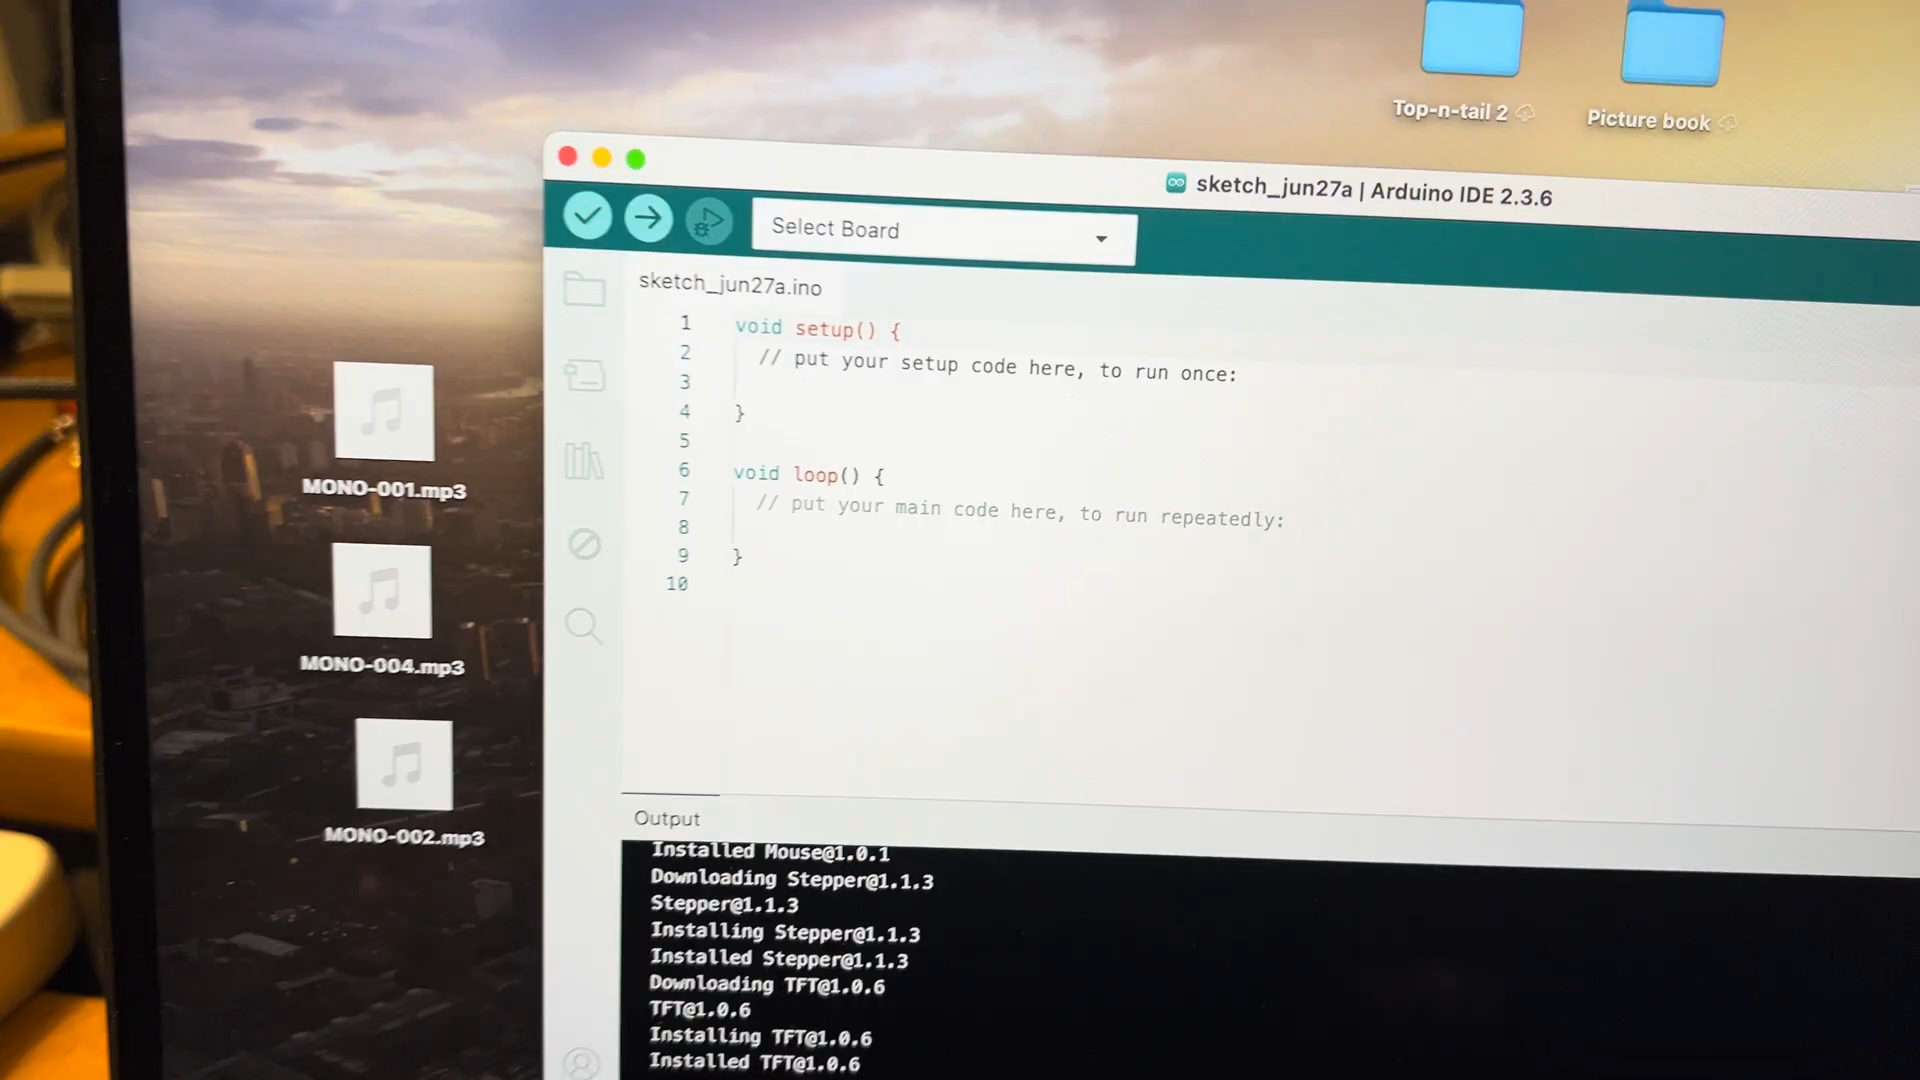 Top-n-tail 2
Picture book
sketch_jun27a | Arduino IDE 2.3.6
Select Board
sketch_jun27a.ino
1 void setup() {
2 // put your setup code here, to run once:
3
4 }
5
6 void loop() {
7 // put your main code here, to run repeatedly:
8
9 }
10
MONO-001.mp3
MONO-004.mp3
MONO-002.mp3
Output
Installed Mouse@1.0.1
Downloading Stepper@1.1.3
Stepper@1.1.3
Installing Stepper@1.1.3
Installed Stepper@1.1.3
Downloading TFT@1.0.6
TFT@1.0.6
Installing TFT@1.0.6
Installed TFT@1.0.6